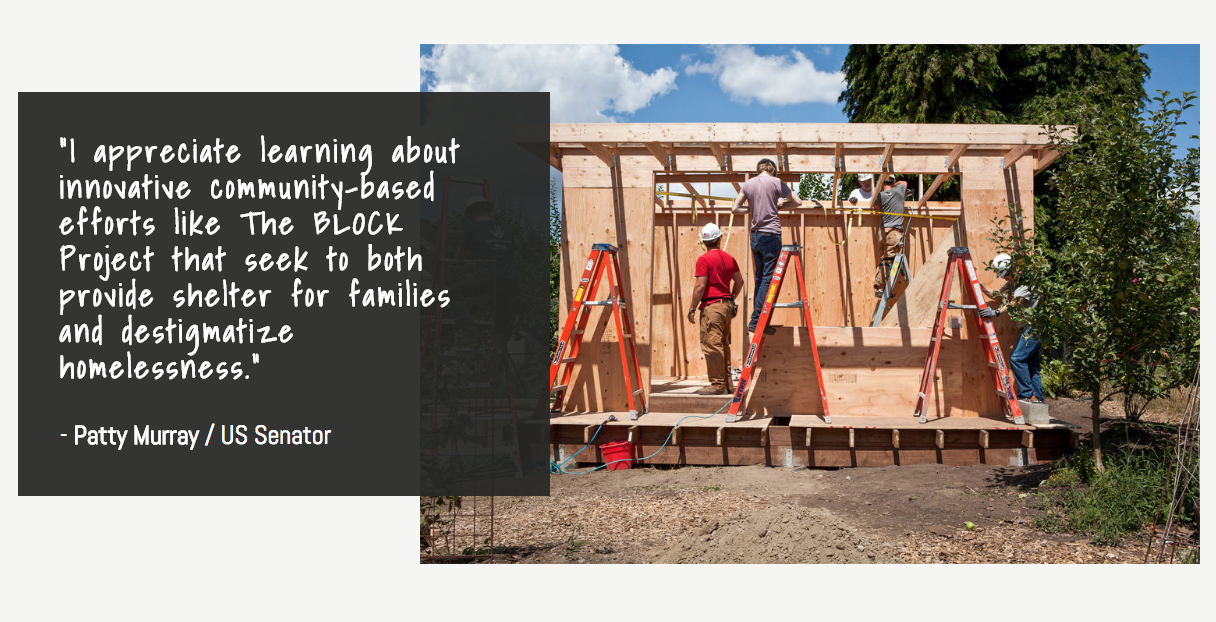 "I appreciate learning about
innovative community-based
efforts like The BLOCK
Project that seek to both
provide shelter for families
and destigmatize
homelessness."
- Patty Murray / US Senator